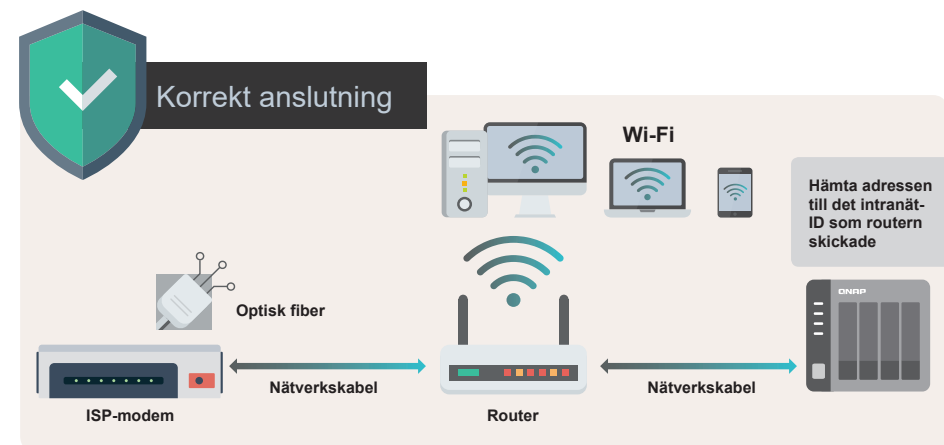 Korrekt anslutning
Wi-Fi
Hämta adressen
till det intranät-
ID som routern
skickade
QNAP
Optisk fiber
Nätverkskabel
Nätverkskabel
ISP-modem
Router